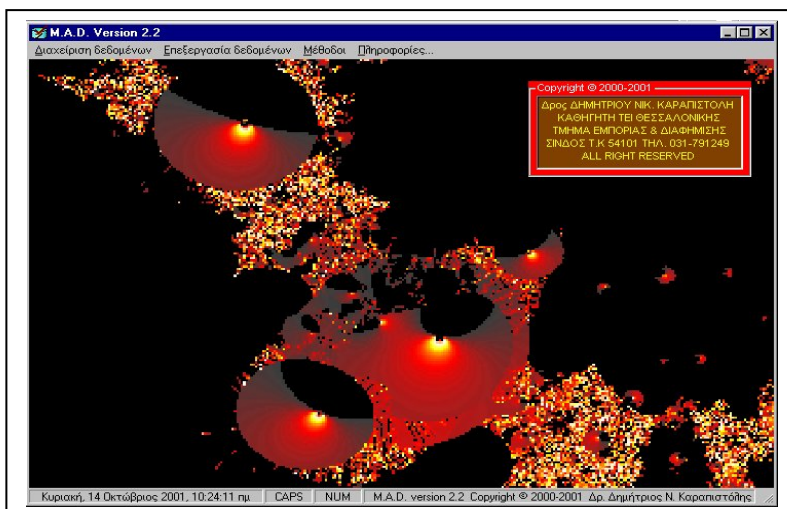 M.A.D. Version 2.2
Διαχείριση δεδομένων Επεξεργασία δεδομένων Μέθοδοι Πληροφορίες...
Copyright © 2000-2001
Δρος ΔΗΜΗΤΡΙΟΥ ΝΙΚ. ΚΑΡΑΠΙΣΤΟΛΗ
ΚΑΘΗΓΗΤΗ ΤΕΙ ΘΕΣΣΑΛΟΝΙΚΗΣ
ΤΜΗΜΑ ΕΜΠΟΡΙΑΣ & ΔΙΑΦΗΜΙΣΗΣ
ΣΙΝΔΟΣ Τ.Κ 54101 ΤΗΛ. 031-791249
ALL RIGHT RESERVED
Κυριακή, 14 Οκτώβριος 2001, 10:24:11 πμ CAPS NUM M.A.D. version 2.2 Copyright © 2000-2001 Δρ. Δημήτριος Ν. Καραπιστόλης